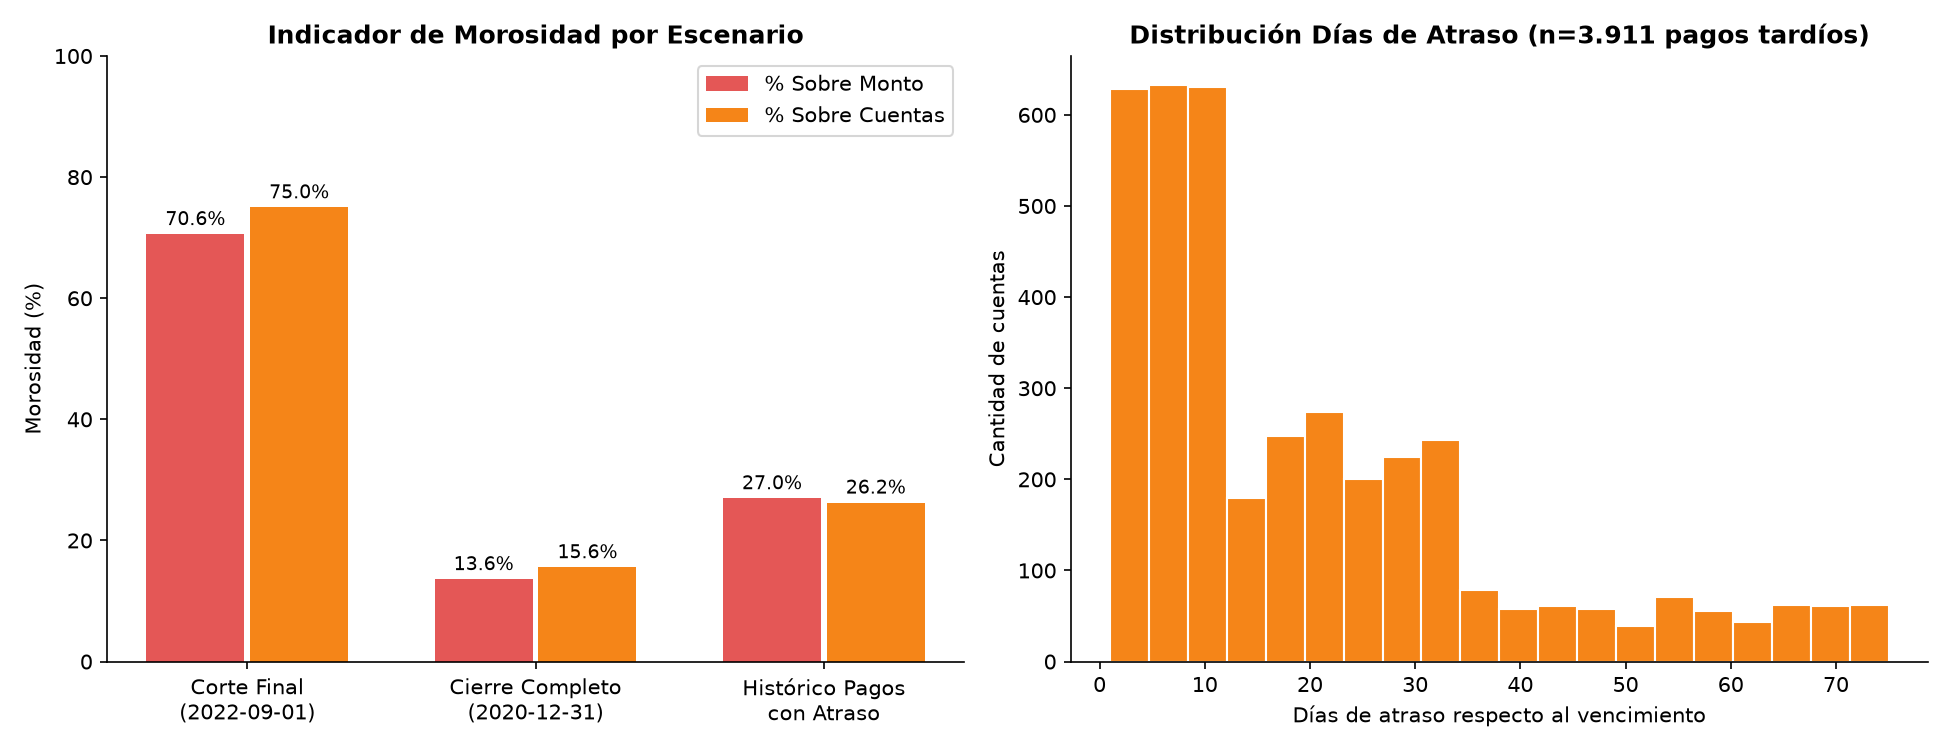 Indicador de Morosidad por Escenario
100
80
60
40
20
0
Morosidad (%)
% Sobre Monto
% Sobre Cuentas
70.6%
75.0%
13.6%
15.6%
27.0%
26.2%
Corte Final
(2022-09-01)
Cierre Completo
(2020-12-31)
Histórico Pagos
con Atraso
Distribución Días de Atraso (n=3.911 pagos tardíos)
600
500
400
300
200
100
0
Cantidad de cuentas
0 10 20 30 40 50 60 70
Días de atraso respecto al vencimiento